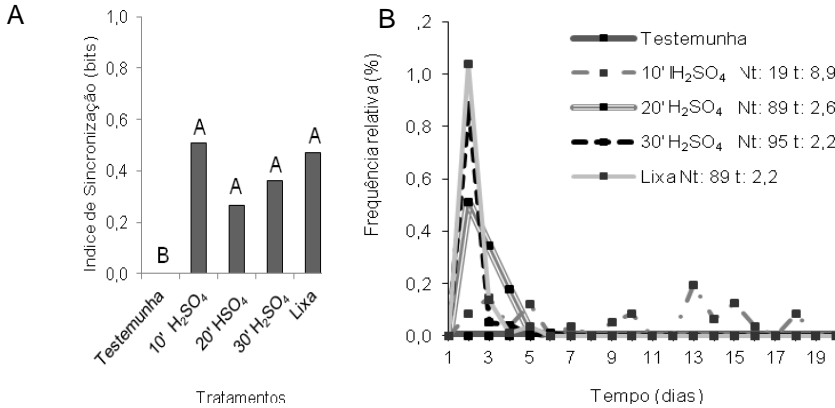 A
Indice de Sincronização (bits)
1,0
0,8
0,6
0,4
0,2
0,0
B
A
A
A
A
Testemunha
10' H₂SO₄
20' HSO₄
30' H₂SO₄
Lixa
Tratamentos
B
Frequência relativa (%)
,2
1,0
0,8
0,6
0,4
0,2
0,0
Testemunha
10' IH₂SO₄ Nt: 19 t: 8,9
20' H₂SO₄ Nt: 89 t: 2,6
30' H₂SO₄ Nt: 95 t: 2,2
Lixa Nt: 89 t: 2,2
1 3 5 7 9 11 13 15 17 19
Tempo (dias)